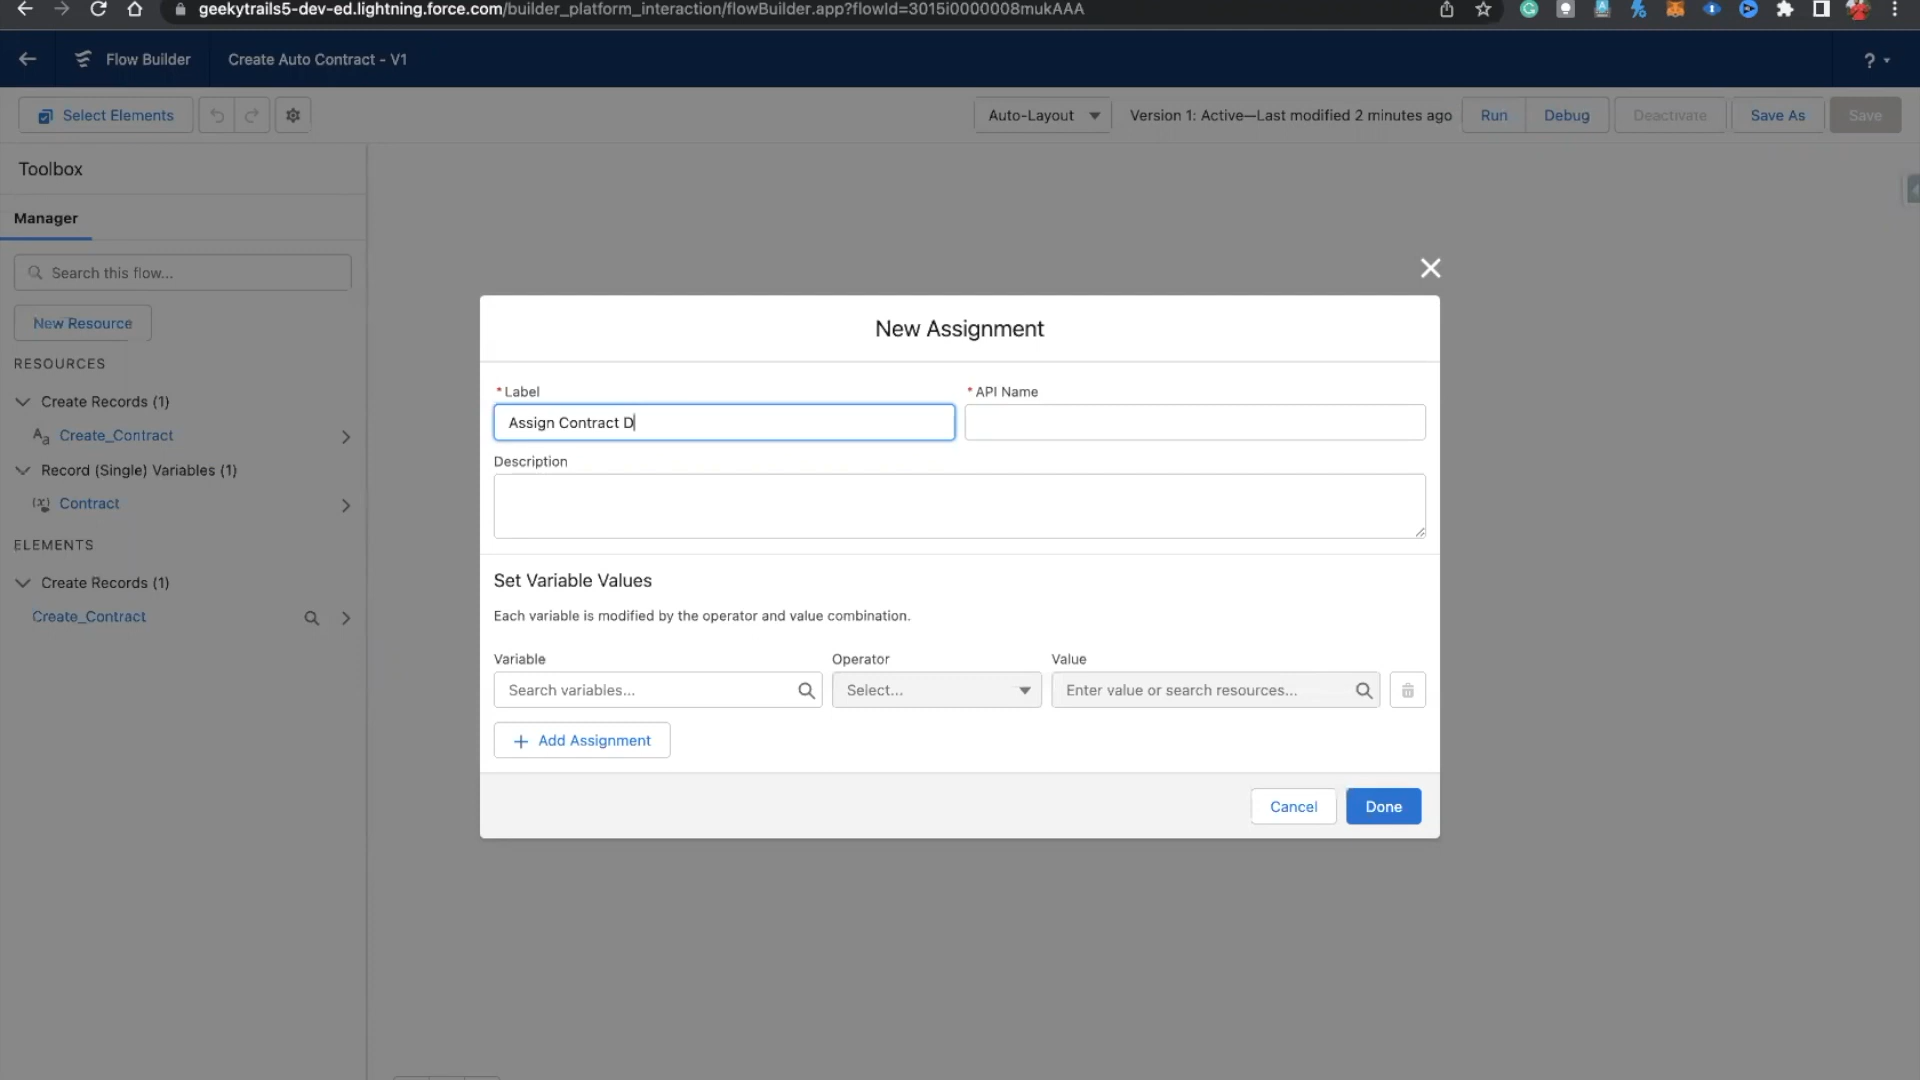 geekytrails5-dev-ed.lightning.force.com/builder_platform_interaction/flowBuilder.app?flowId=3015i0000008mukAAA
Flow Builder
Create Auto Contract - V1
?
Select Elements
Auto-Layout
Version 1: Active—Last modified 2 minutes ago
Run
Debug
Deactivate
Save As
Save
Toolbox
Manager
Search this flow...
New Resource
RESOURCES
Create Records (1)
Create_Contract
Record (Single) Variables (1)
Contract
ELEMENTS
Create Records (1)
Create_Contract
New Assignment
* Label
Assign Contract D
* API Name
Description
Set Variable Values
Each variable is modified by the operator and value combination.
Variable
Operator
Value
Search variables...
Select...
Enter value or search resources...
+ Add Assignment
Cancel
Done